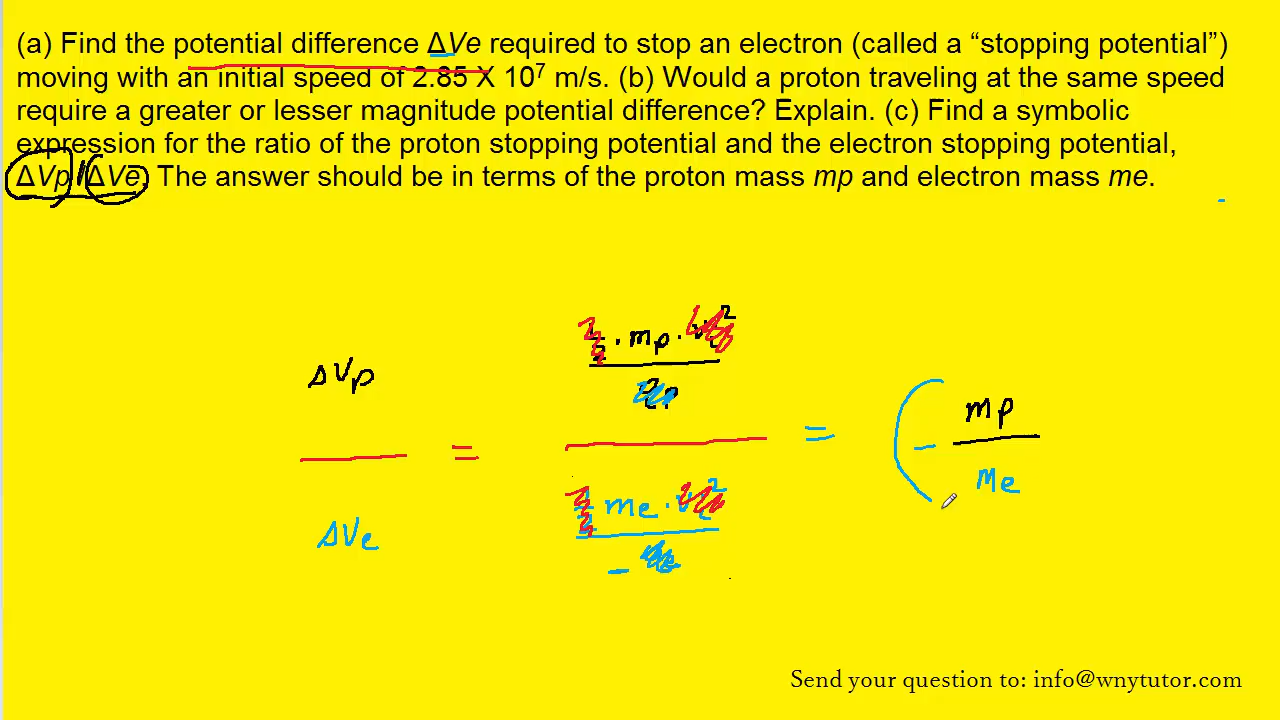 (a) Find the potential difference ΔVe required to stop an electron (called a “stopping potential”)
moving with an initial speed of 2.85 X 10⁷ m/s. (b) Would a proton traveling at the same speed
require a greater or lesser magnitude potential difference? Explain. (c) Find a symbolic
expression for the ratio of the proton stopping potential and the electron stopping potential,
ΔVp/ΔVe. The answer should be in terms of the proton mass mp and electron mass me.
½ · mp · vi²
ΔVp
mp
= = ( −
me
½ me · vi²
ΔVe
−
Send your question to: info@wnytutor.com